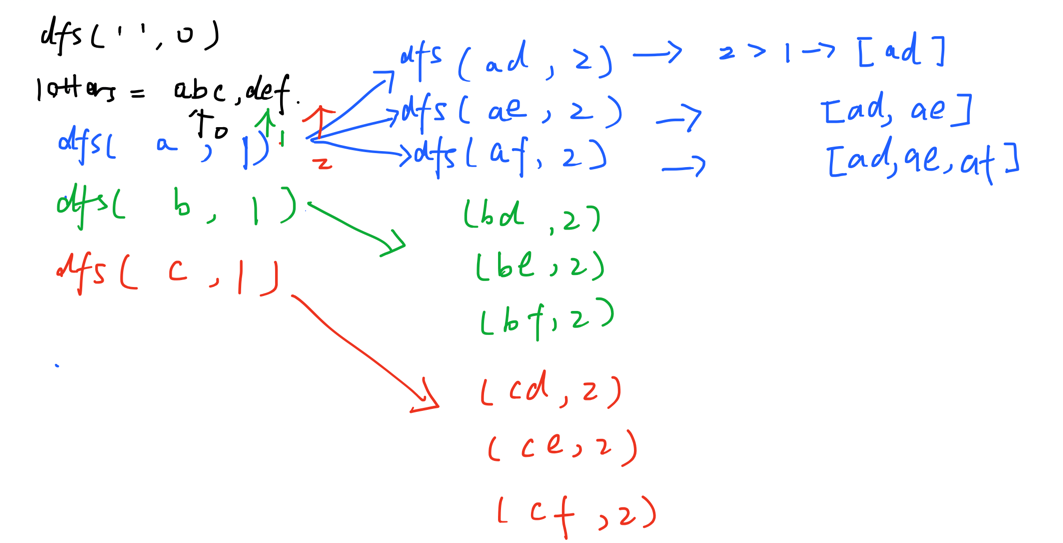 dfs(' ', 0)
letters = abc, def.
0
1
2
dfs( a , 1)
dfs( ad , 2) → 2 > 1 → [ad]
dfs( ae , 2) → [ad, ae]
dfs( af, 2) → [ad, ae, af]
dfs( b , 1)
(bd , 2)
(be , 2)
(bf, 2)
dfs( c , 1)
(cd, 2)
(ce, 2)
(cf , 2)